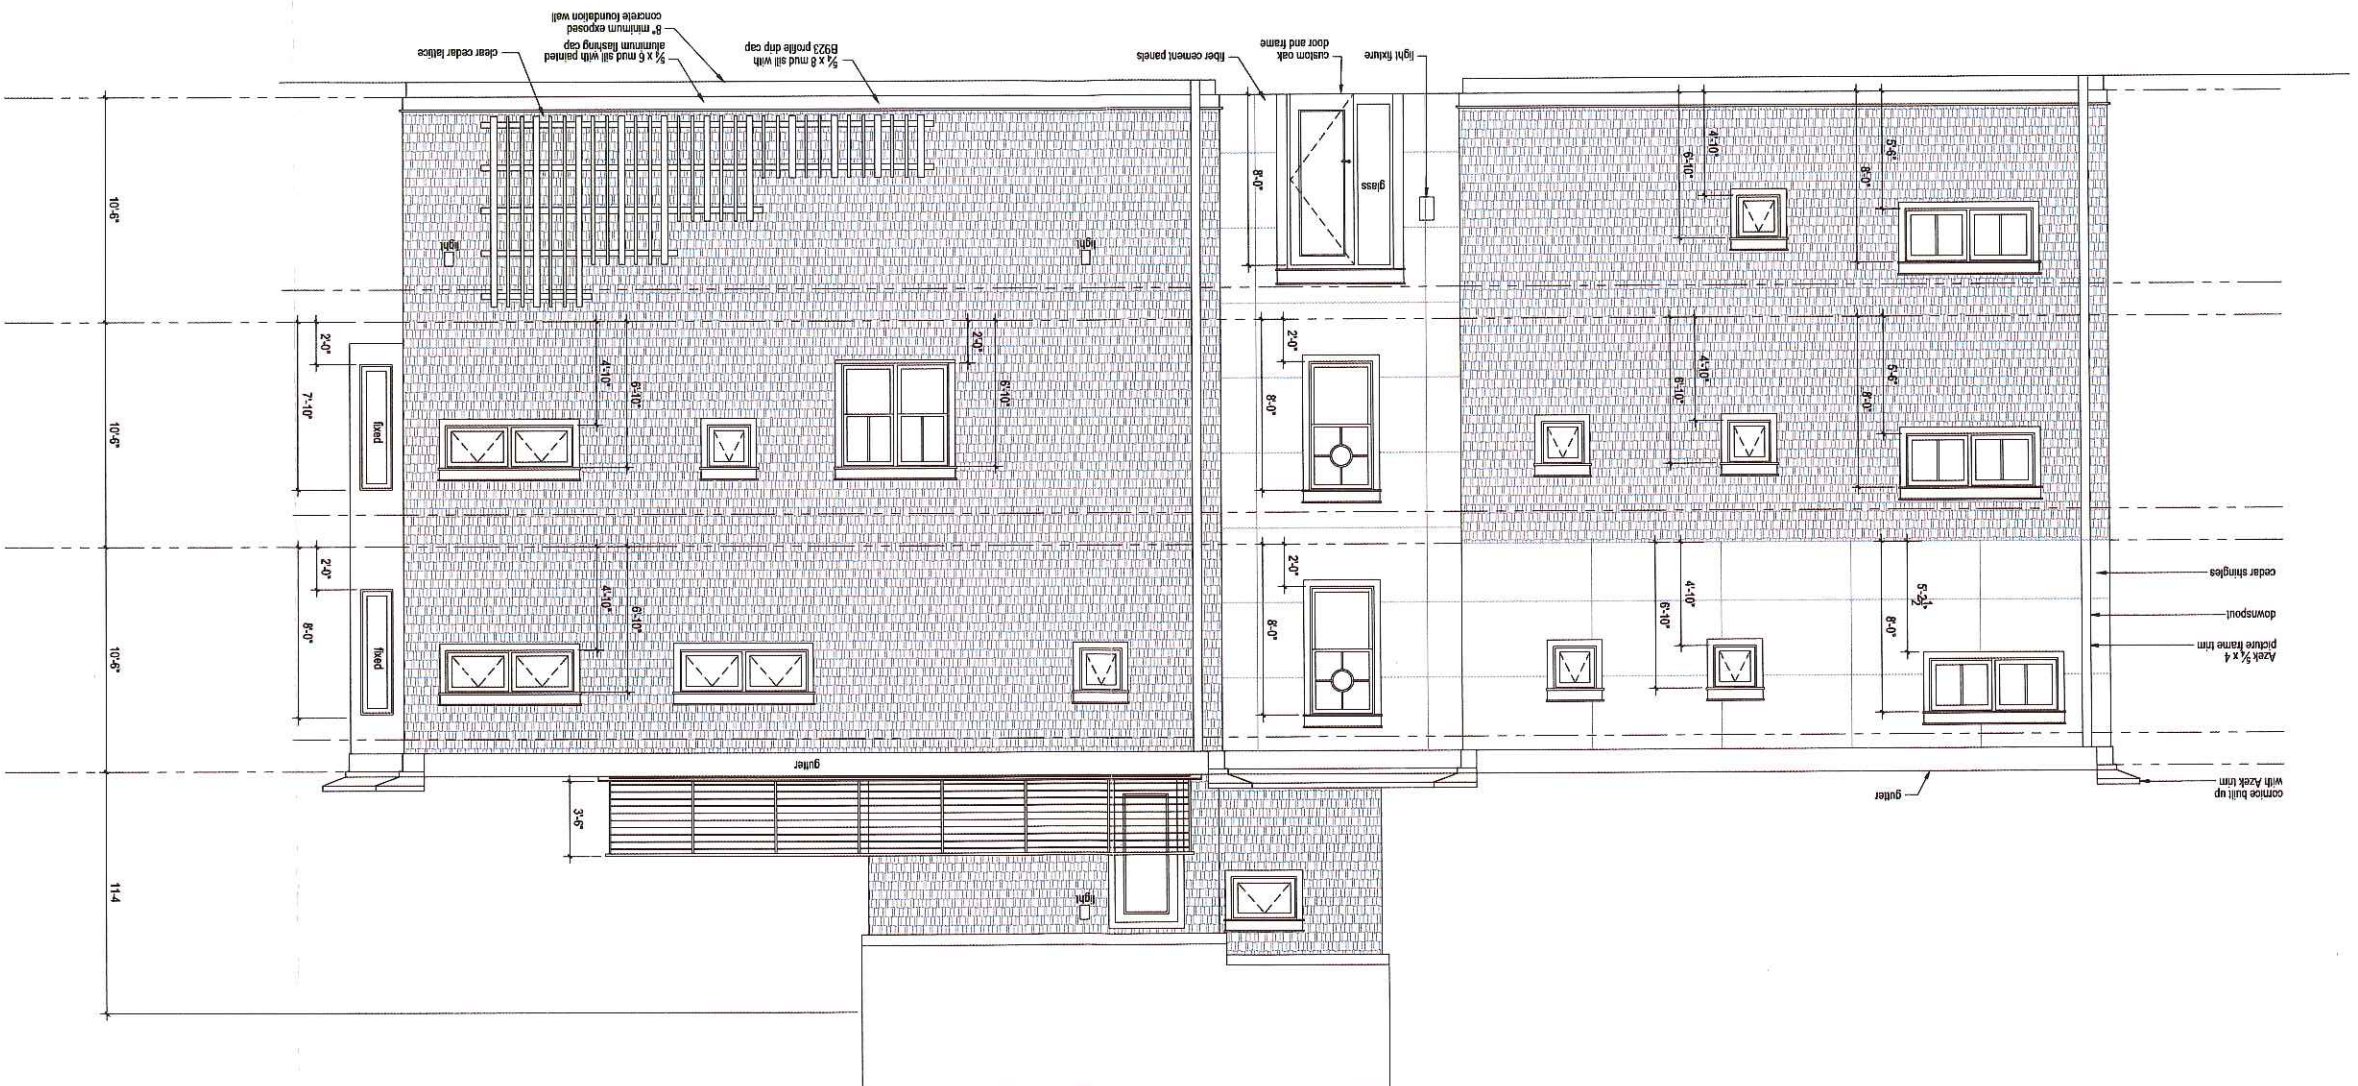 light
11-4
3'-6"
cornice built up
with Azek trim
gutter
gutter
Azek 5/4 x 4
picture frame trim
downspout
cedar shingles
8'-0"
5'-2½"
6'-10"
4'-10"
8'-0"
2'-0"
6'-10"
4'-10"
fixed
8'-0"
2'-0"
10'-6"
8'-0"
5'-6"
6'-10"
4'-10"
8'-0"
2'-0"
6'-10"
2'-0"
6'-10"
4'-10"
fixed
7'-10"
2'-0"
10'-6"
8'-0"
5'-6"
6'-10"
4'-10"
glass
8'-0"
light
light
10'-6"
light fixture
custom oak
door and frame
fiber cement panels
5/4 x 8 mud sill with
B923 profile drip cap
5/4 x 6 mud sill with painted
aluminum flashing cap
8" minimum exposed
concrete foundation wall
clear cedar lattice